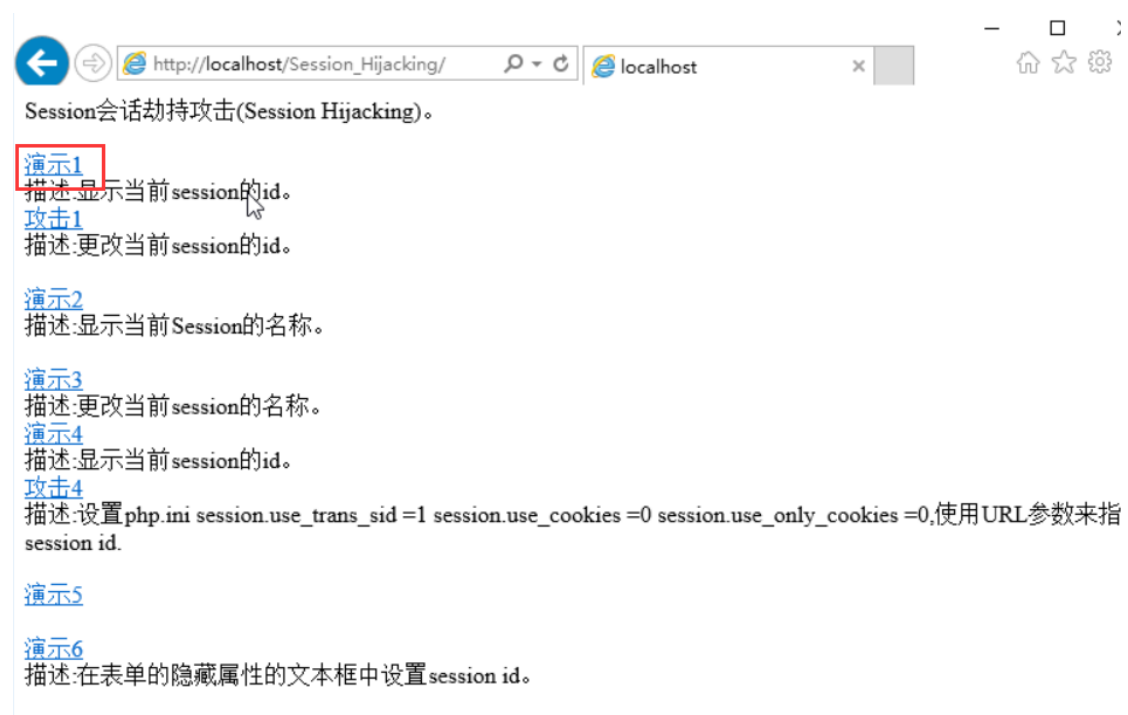 http://localhost/Session_Hijacking/
localhost
Session会话劫持攻击(Session Hijacking)。
演示1
描述:显示当前session的id。
攻击1
描述:更改当前session的id。
演示2
描述:显示当前Session的名称。
演示3
描述:更改当前session的名称。
演示4
描述:显示当前session的id。
攻击4
描述:设置php.ini session.use_trans_sid =1 session.use_cookies =0 session.use_only_cookies =0,使用URL参数来指
session id.
演示5
演示6
描述:在表单的隐藏属性的文本框中设置session id。